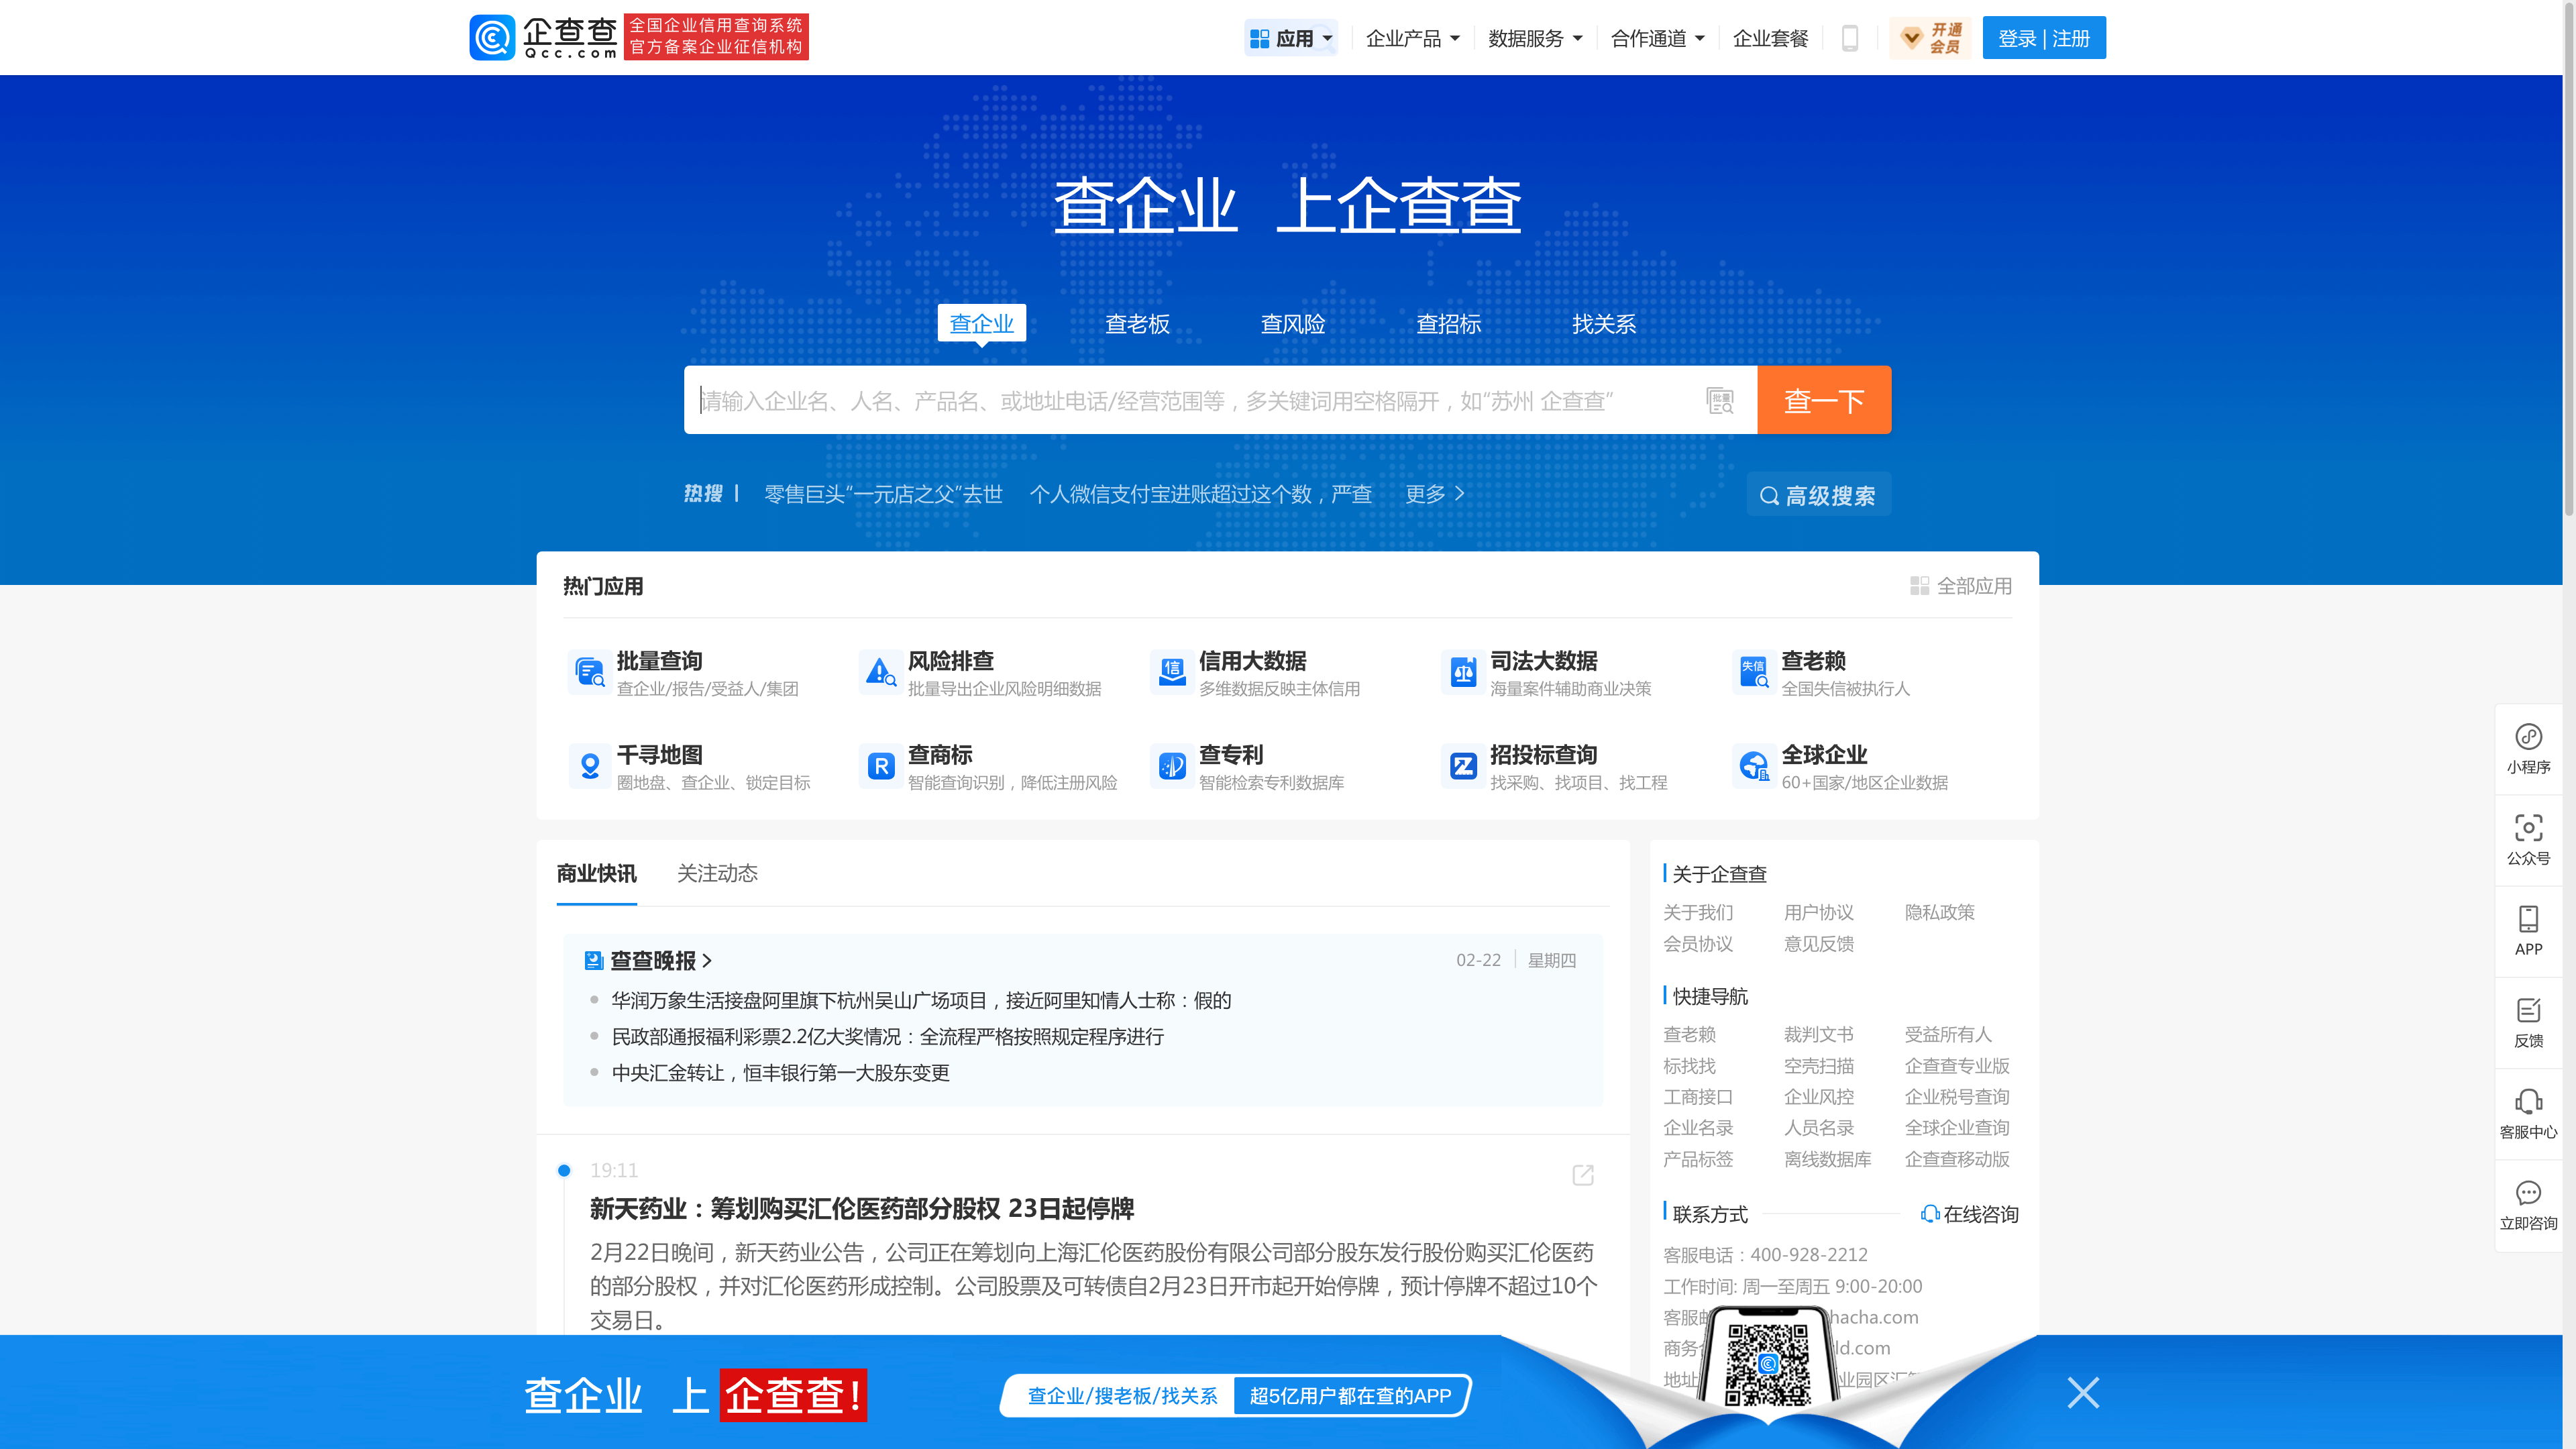 企查查
Qcc.com
全国企业信用查询系统
官方备案企业征信机构
应用
企业产品
数据服务
合作通道
企业套餐
开通
会员
登录 | 注册
查企业 上企查查
查企业
查老板
查风险
查招标
找关系
请输入企业名、人名、产品名、或地址电话/经营范围等，多关键词用空格隔开，如“苏州 企查查”
批量
查一下
热搜
零售巨头“一元店之父”去世
个人微信支付宝进账超过这个数，严查
更多
高级搜索
热门应用
全部应用
批量查询
查企业/报告/受益人/集团
风险排查
批量导出企业风险明细数据
信
信用大数据
多维数据反映主体信用
司法大数据
海量案件辅助商业决策
失信
查老赖
全国失信被执行人
千寻地图
圈地盘、查企业、锁定目标
R
查商标
智能查询识别，降低注册风险
查专利
智能检索专利数据库
招投标查询
找采购、找项目、找工程
全球企业
60+国家/地区企业数据
商业快讯
关注动态
查查晚报
02-22
星期四
华润万象生活接盘阿里旗下杭州吴山广场项目，接近阿里知情人士称：假的
民政部通报福利彩票2.2亿大奖情况：全流程严格按照规定程序进行
中央汇金转让，恒丰银行第一大股东变更
19:11
新天药业：筹划购买汇伦医药部分股权 23日起停牌
2月22日晚间，新天药业公告，公司正在筹划向上海汇伦医药股份有限公司部分股东发行股份购买汇伦医药
的部分股权，并对汇伦医药形成控制。公司股票及可转债自2月23日开市起开始停牌，预计停牌不超过10个
交易日。
关于企查查
关于我们 用户协议 隐私政策
会员协议 意见反馈
快捷导航
查老赖 裁判文书 受益所有人
标找找 空壳扫描 企查查专业版
工商接口 企业风控 企业税号查询
企业名录 人员名录 全球企业查询
产品标签 离线数据库 企查查移动版
联系方式
在线咨询
客服电话：400-928-2212
工作时间: 周一至周五 9:00-20:00
客服
hacha.com
商务
ld.com
地址
业园区汇
小程序
公众号
APP
反馈
客服中心
立即咨询
查企业 上 企查查!
查企业/搜老板/找关系
超5亿用户都在查的APP